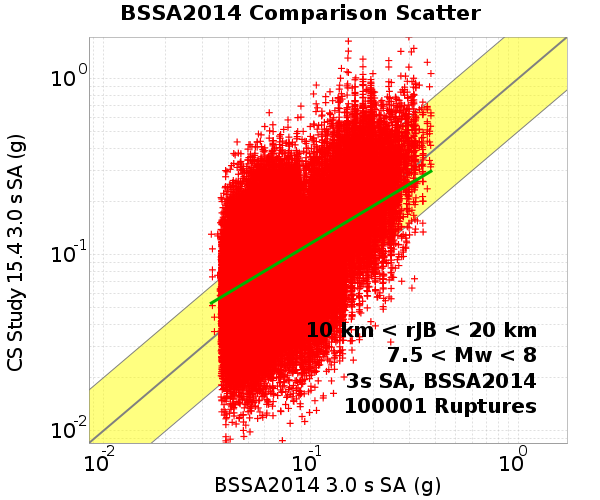 BSSA2014 Comparison Scatter
CS Study 15.4 3.0 s SA (g)
10⁰
10⁻¹
10⁻²
10 km < rJB < 20 km
7.5 < Mw < 8
3s SA, BSSA2014
100001 Ruptures
10⁻² 10⁻¹ 10⁰
BSSA2014 3.0 s SA (g)